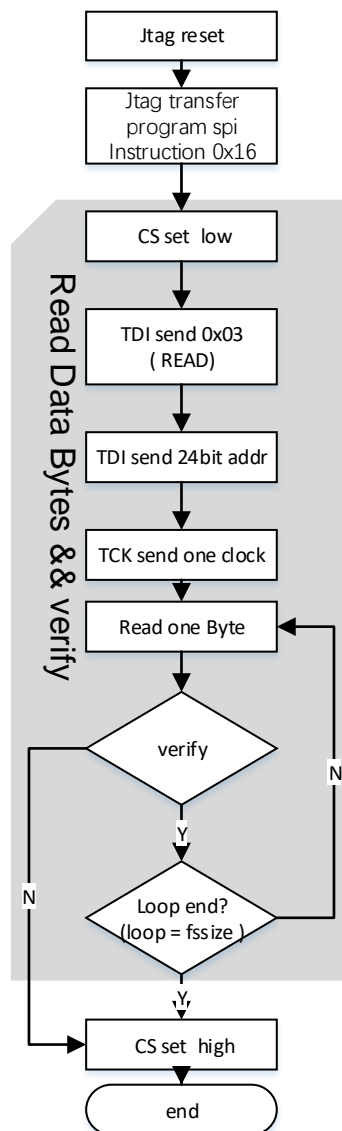 Jtag reset
Jtag transfer
program spi
Instruction 0x16
CS set low
Read Data Bytes && verify
TDI send 0x03
( READ)
TDI send 24bit addr
TCK send one clock
Read one Byte
verify
N
Y
N
Loop end?
(loop = fssize )
Y
CS set high
end